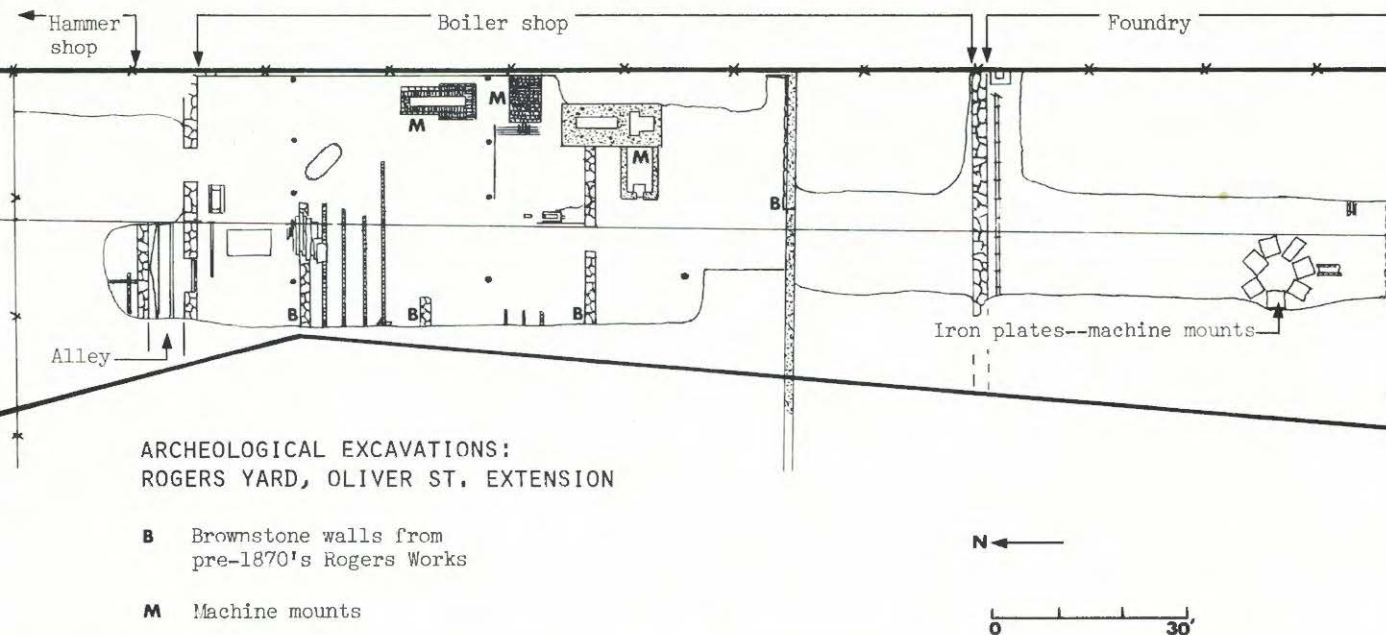 Hammer
shop
Boiler shop
Foundry
M
M
M
B
B
B
B
Iron plates--machine mounts
Alley
ARCHEOLOGICAL EXCAVATIONS:
ROGERS YARD, OLIVER ST. EXTENSION
B Brownstone walls from
pre-1870's Rogers Works
N
M Machine mounts
0 30'